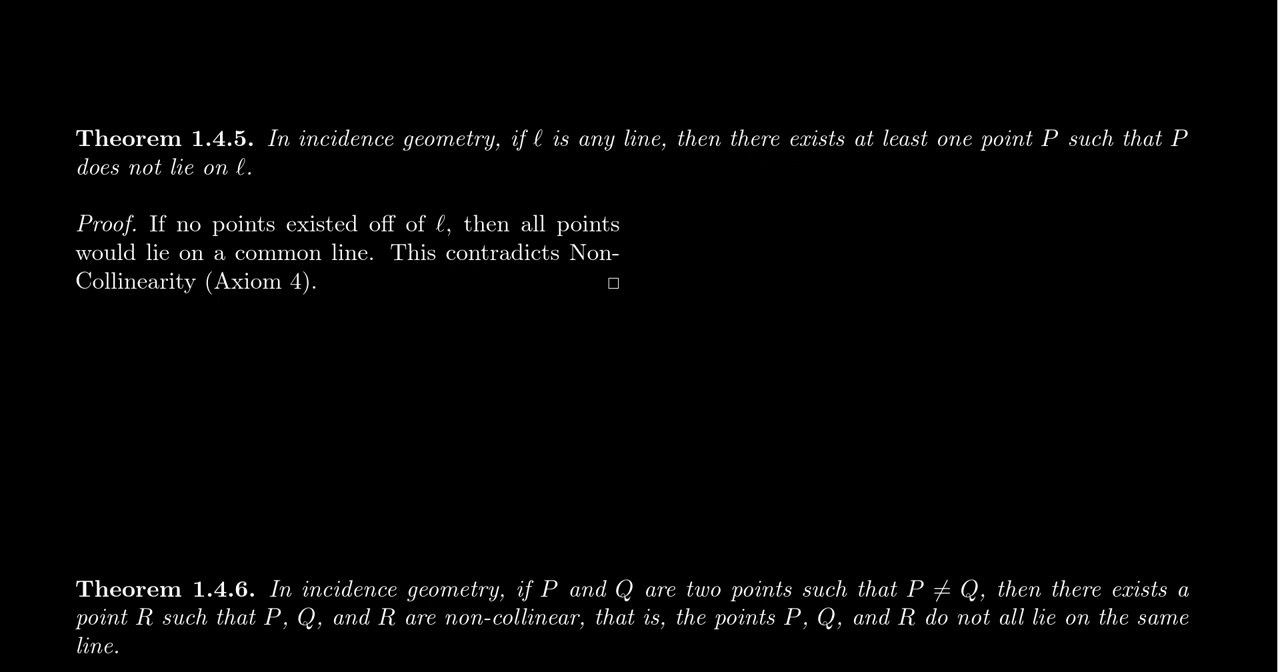 Theorem 1.4.5. In incidence geometry, if ℓ is any line, then there exists at least one point P such that P
does not lie on ℓ.
Proof. If no points existed off of ℓ, then all points
would lie on a common line. This contradicts Non-
Collinearity (Axiom 4). □
Theorem 1.4.6. In incidence geometry, if P and Q are two points such that P ≠ Q, then there exists a
point R such that P, Q, and R are non-collinear, that is, the points P, Q, and R do not all lie on the same
line.